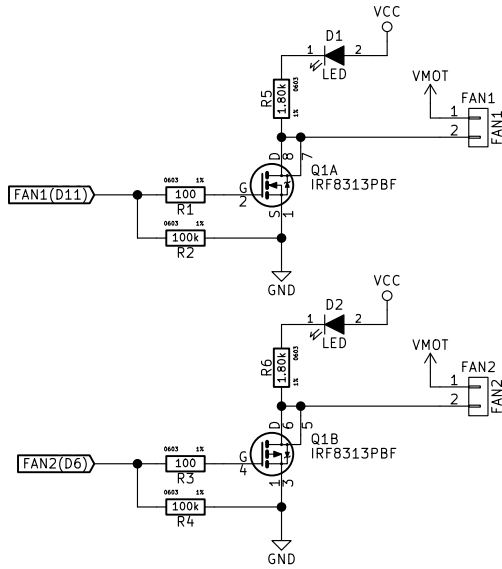 VCC
D1
1 2
LED
VMOT
R5 1.80k 0603 1%
FAN1
1
2
FAN1
D 8 7
Q1A
IRF8313PBF
0603 1%
FAN1(D11) 100 G
R1 2
S 1
100k
R2
GND
VCC
D2
1 2
LED
VMOT
R6 1.80k 0603 1%
FAN2
1
2
FAN2
D 6 5
Q1B
IRF8313PBF
0603 1%
FAN2(D6) 100 G
R3 4
1 3
0603 1%
100k
R4
GND